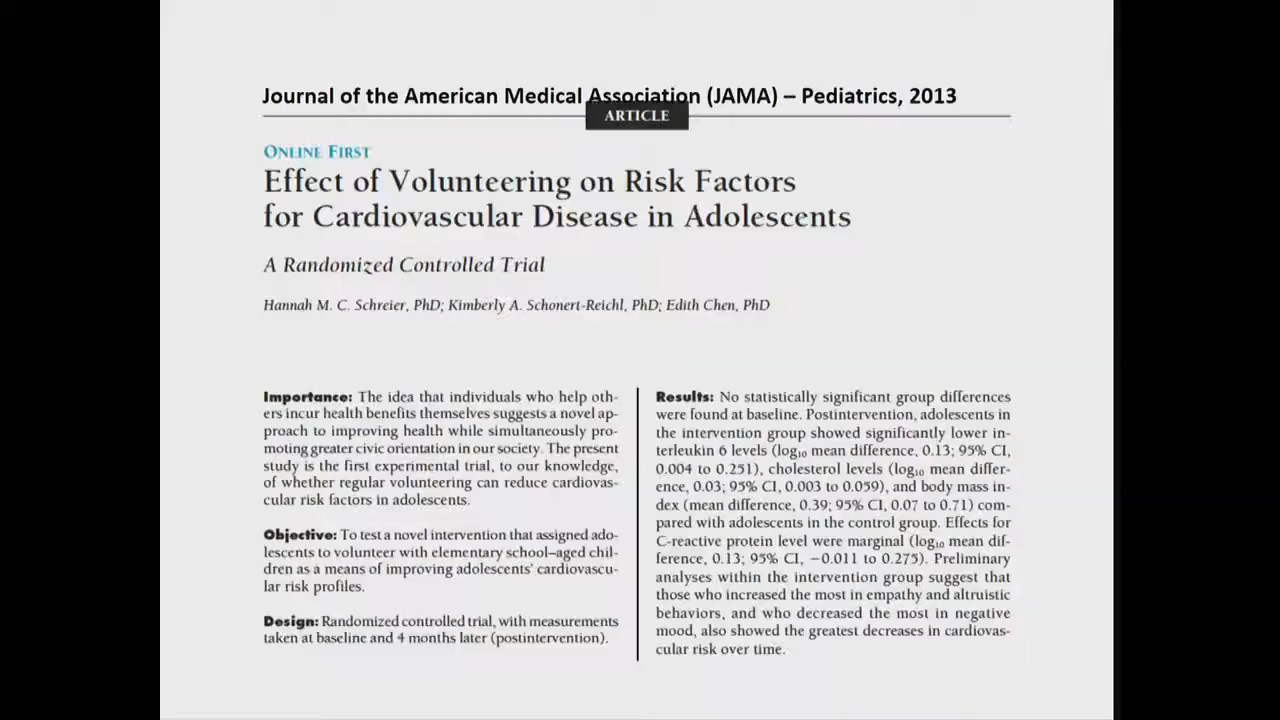 Journal of the American Medical Association (JAMA) – Pediatrics, 2013
ARTICLE
ONLINE FIRST
Effect of Volunteering on Risk Factors
for Cardiovascular Disease in Adolescents
A Randomized Controlled Trial
Hannah M. C. Schreier, PhD; Kimberly A. Schonert-Reichl, PhD; Edith Chen, PhD
Importance: The idea that individuals who help oth-
ers incur health benefits themselves suggests a novel ap-
proach to improving health while simultaneously pro-
moting greater civic orientation in our society. The present
study is the first experimental trial, to our knowledge,
of whether regular volunteering can reduce cardiovas-
cular risk factors in adolescents.
Objective: To test a novel intervention that assigned ado-
lescents to volunteer with elementary school–aged chil-
dren as a means of improving adolescents' cardiovascu-
lar risk profiles.
Design: Randomized controlled trial, with measurements
taken at baseline and 4 months later (postintervention).
Results: No statistically significant group differences
were found at baseline. Postintervention, adolescents in
the intervention group showed significantly lower in-
terleukin 6 levels (log₁₀ mean difference, 0.13; 95% CI,
0.004 to 0.251), cholesterol levels (log₁₀ mean differ-
ence, 0.03; 95% CI, 0.003 to 0.059), and body mass in-
dex (mean difference, 0.39; 95% CI, 0.07 to 0.71) com-
pared with adolescents in the control group. Effects for
C-reactive protein level were marginal (log₁₀ mean dif-
ference, 0.13; 95% CI, −0.011 to 0.275). Preliminary
analyses within the intervention group suggest that
those who increased the most in empathy and altruistic
behaviors, and who decreased the most in negative
mood, also showed the greatest decreases in cardiovas-
cular risk over time.